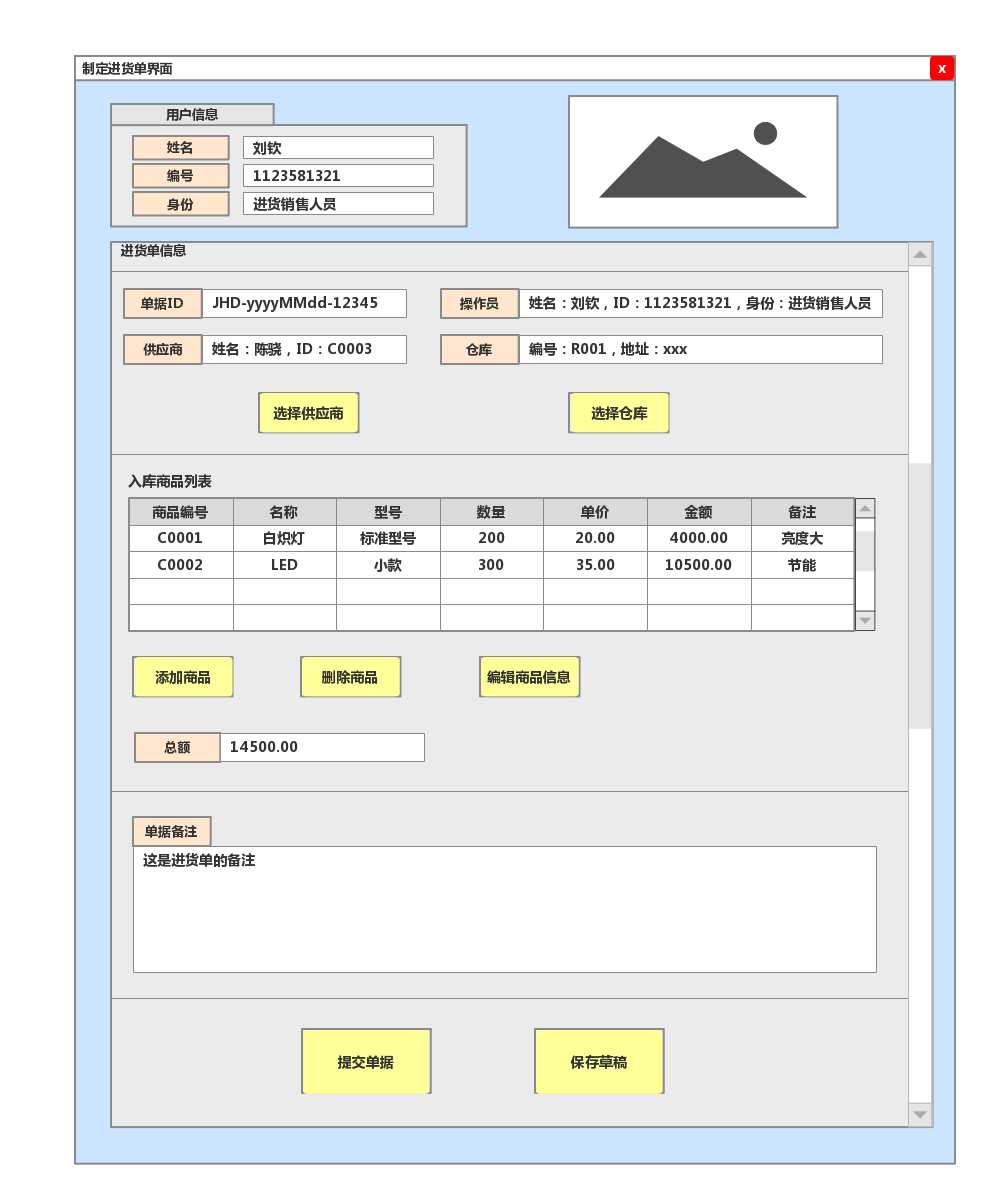 制定进货单界面
x
用户信息
姓名 刘钦
编号 1123581321
身份 进货销售人员
进货单信息
单据ID JHD-yyyyMMdd-12345 操作员 姓名：刘钦，ID：1123581321，身份：进货销售人员
供应商 姓名：陈骁，ID：C0003 仓库 编号：R001，地址：xxx
选择供应商 选择仓库
入库商品列表
商品编号 名称 型号 数量 单价 金额 备注
C0001 白炽灯 标准型号 200 20.00 4000.00 亮度大
C0002 LED 小款 300 35.00 10500.00 节能
添加商品 删除商品 编辑商品信息
总额 14500.00
单据备注
这是进货单的备注
提交单据 保存草稿